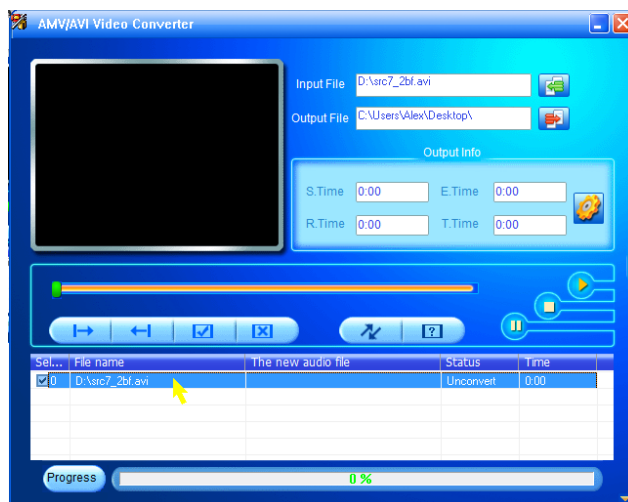 AMV/AVI Video Converter
Input File D:\src7_2bf.avi
Output File C:\Users\Alex\Desktop\
Output Info
S.Time 0:00 E.Time 0:00
R.Time 0:00 T.Time 0:00
Sel... File name The new audio file Status Time
0 D:\src7_2bf.avi Unconvert 0:00
Progress 0 %